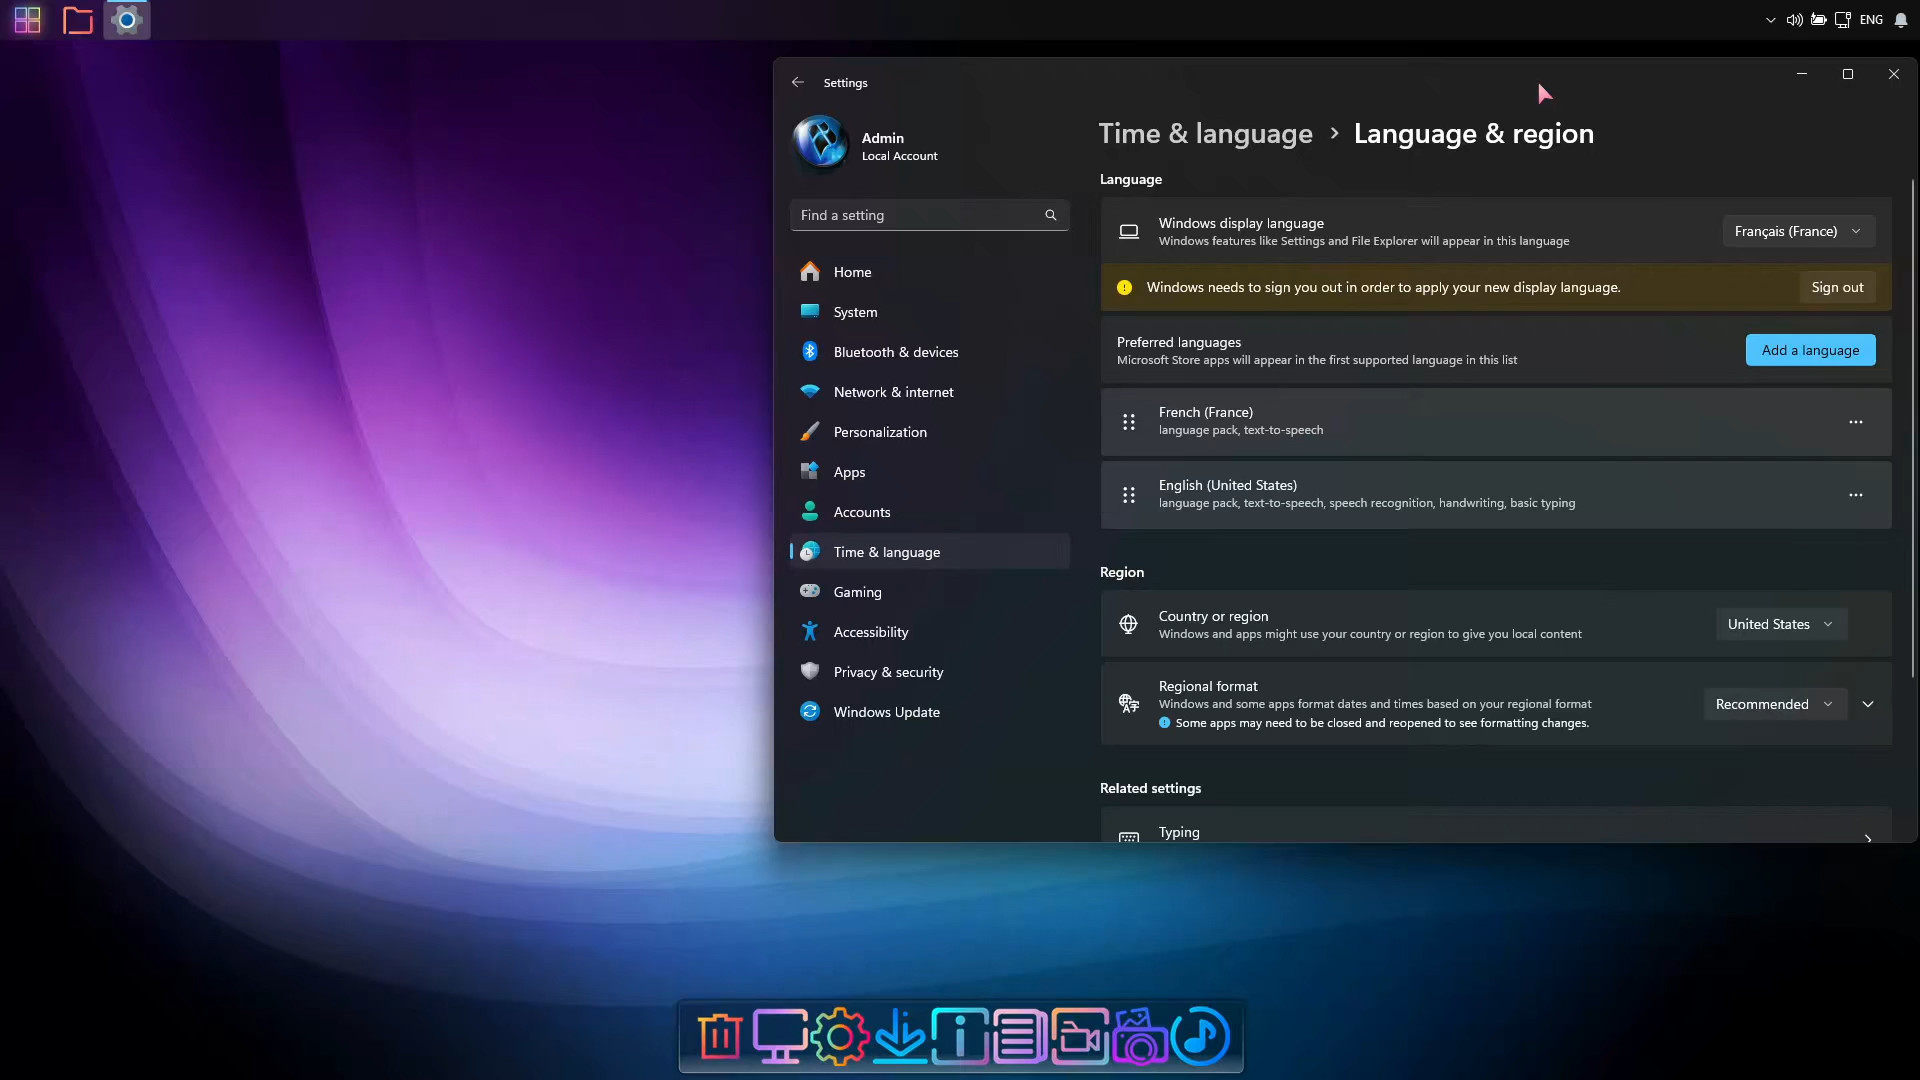 ENG
Settings
Admin
Local Account
Find a setting
Home
System
Bluetooth & devices
Network & internet
Personalization
Apps
Accounts
Time & language
Gaming
Accessibility
Privacy & security
Windows Update
Time & language > Language & region
Language
Windows display language
Windows features like Settings and File Explorer will appear in this language
Français (France)
Windows needs to sign you out in order to apply your new display language.
Sign out
Preferred languages
Microsoft Store apps will appear in the first supported language in this list
Add a language
French (France)
language pack, text-to-speech
English (United States)
language pack, text-to-speech, speech recognition, handwriting, basic typing
Region
Country or region
Windows and apps might use your country or region to give you local content
United States
Regional format
Windows and some apps format dates and times based on your regional format
Some apps may need to be closed and reopened to see formatting changes.
Recommended
Related settings
Typing